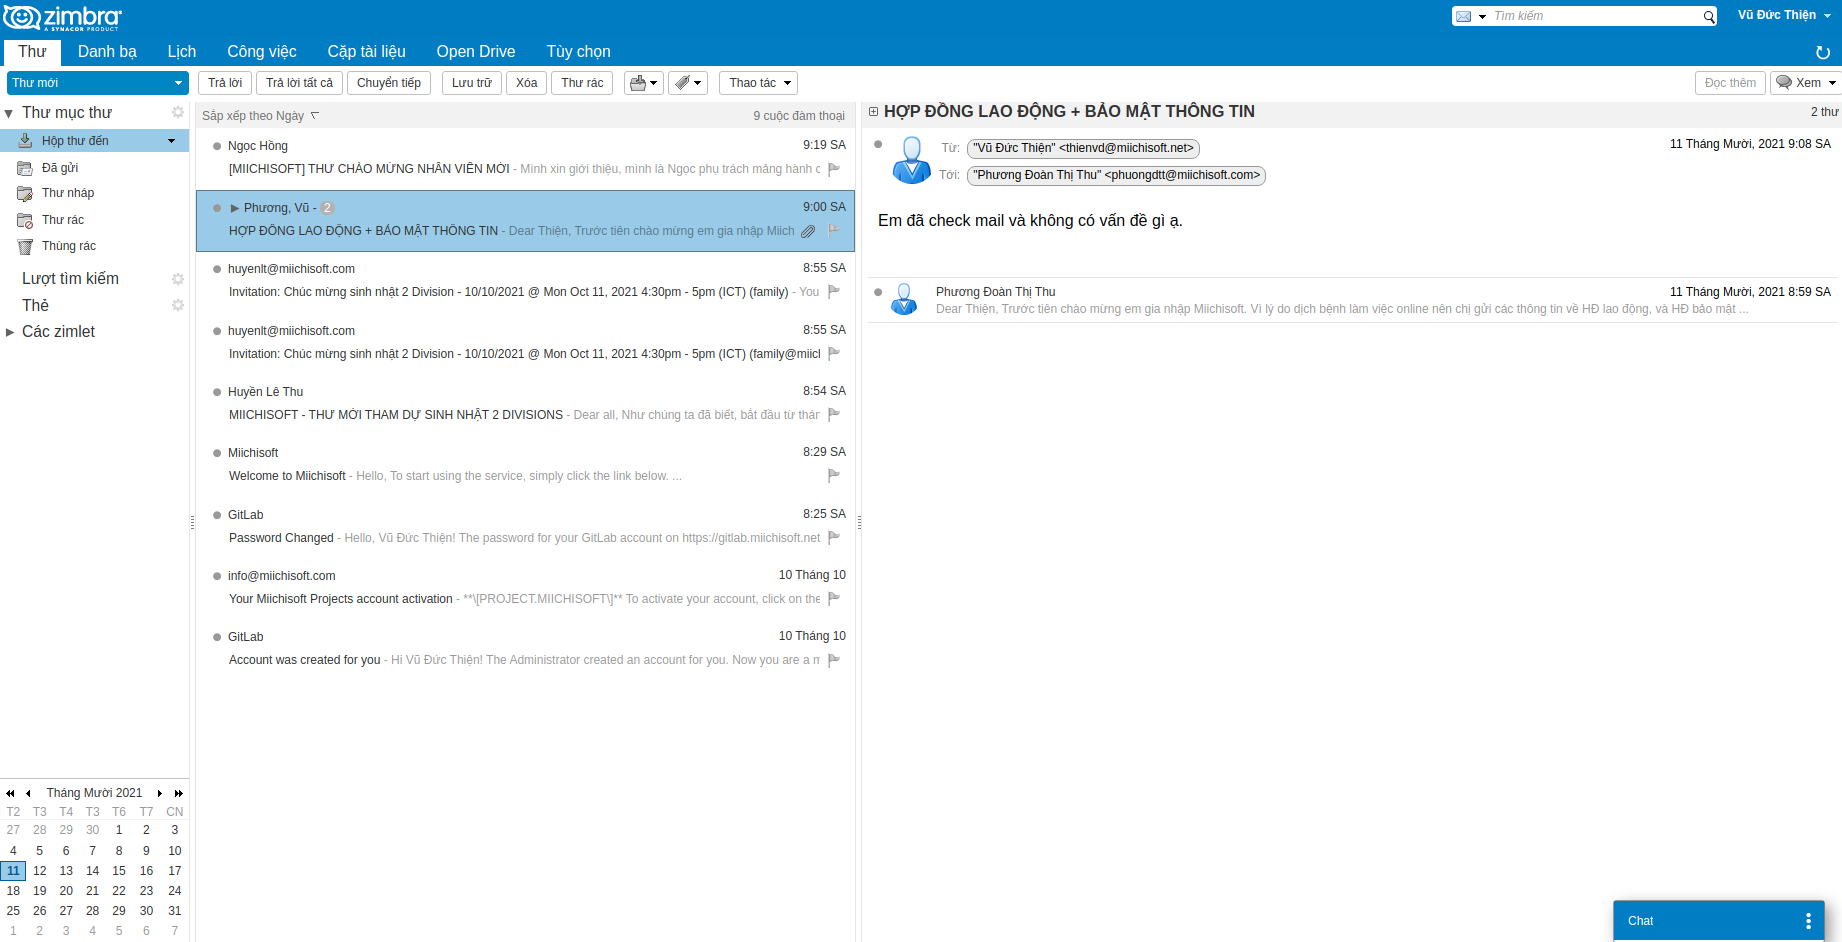 zimbra
A SYNACOR PRODUCT
Tìm kiếm
Vũ Đức Thiện
Thư Danh bạ Lịch Công việc Cặp tài liệu Open Drive Tùy chọn
Thư mới
Trả lời Trả lời tất cả Chuyển tiếp Lưu trữ Xóa Thư rác Thao tác Đọc thêm Xem
Thư mục thư
Hộp thư đến
Đã gửi
Thư nháp
Thư rác
Thùng rác
Lượt tìm kiếm
Thẻ
Các zimlet
Sắp xếp theo Ngày 9 cuộc đàm thoại
Ngọc Hồng 9:19 SA
[MIICHISOFT] THƯ CHÀO MỪNG NHÂN VIÊN MỚI - Mình xin giới thiệu, mình là Ngọc phụ trách mảng hành c
Phương, Vũ - 2 9:00 SA
HỢP ĐỒNG LAO ĐỘNG + BẢO MẬT THÔNG TIN - Dear Thiện, Trước tiên chào mừng em gia nhập Miich
huyenlt@miichisoft.com 8:55 SA
Invitation: Chúc mừng sinh nhật 2 Division - 10/10/2021 @ Mon Oct 11, 2021 4:30pm - 5pm (ICT) (family) - You
huyenlt@miichisoft.com 8:55 SA
Invitation: Chúc mừng sinh nhật 2 Division - 10/10/2021 @ Mon Oct 11, 2021 4:30pm - 5pm (ICT) (family@miicl
Huyền Lê Thu 8:54 SA
MIICHISOFT - THƯ MỜI THAM DỰ SINH NHẬT 2 DIVISIONS - Dear all, Như chúng ta đã biết, bắt đầu từ thán
Miichisoft 8:29 SA
Welcome to Miichisoft - Hello, To start using the service, simply click the link below. ...
GitLab 8:25 SA
Password Changed - Hello, Vũ Đức Thiện! The password for your GitLab account on https://gitlab.miichisoft.net
info@miichisoft.com 10 Tháng 10
Your Miichisoft Projects account activation - **\[PROJECT.MIICHISOFT\]** To activate your account, click on the
GitLab 10 Tháng 10
Account was created for you - Hi Vũ Đức Thiện! The Administrator created an account for you. Now you are a m
HỢP ĐỒNG LAO ĐỘNG + BẢO MẬT THÔNG TIN 2 thư
Từ: "Vũ Đức Thiện" <thienvd@miichisoft.net> 11 Tháng Mười, 2021 9:08 SA
Tới: "Phương Đoàn Thị Thu" <phuongdtt@miichisoft.com>
Em đã check mail và không có vấn đề gì ạ.
Phương Đoàn Thị Thu 11 Tháng Mười, 2021 8:59 SA
Dear Thiện, Trước tiên chào mừng em gia nhập Miichisoft. Vì lý do dịch bệnh làm việc online nên chị gửi các thông tin về HĐ lao động, và HĐ bảo mật ...
Tháng Mười 2021
T2 T3 T4 T3 T6 T7 CN
27 28 29 30 1 2 3
4 5 6 7 8 9 10
11 12 13 14 15 16 17
18 19 20 21 22 23 24
25 26 27 28 29 30 31
1 2 3 4 5 6 7
Chat